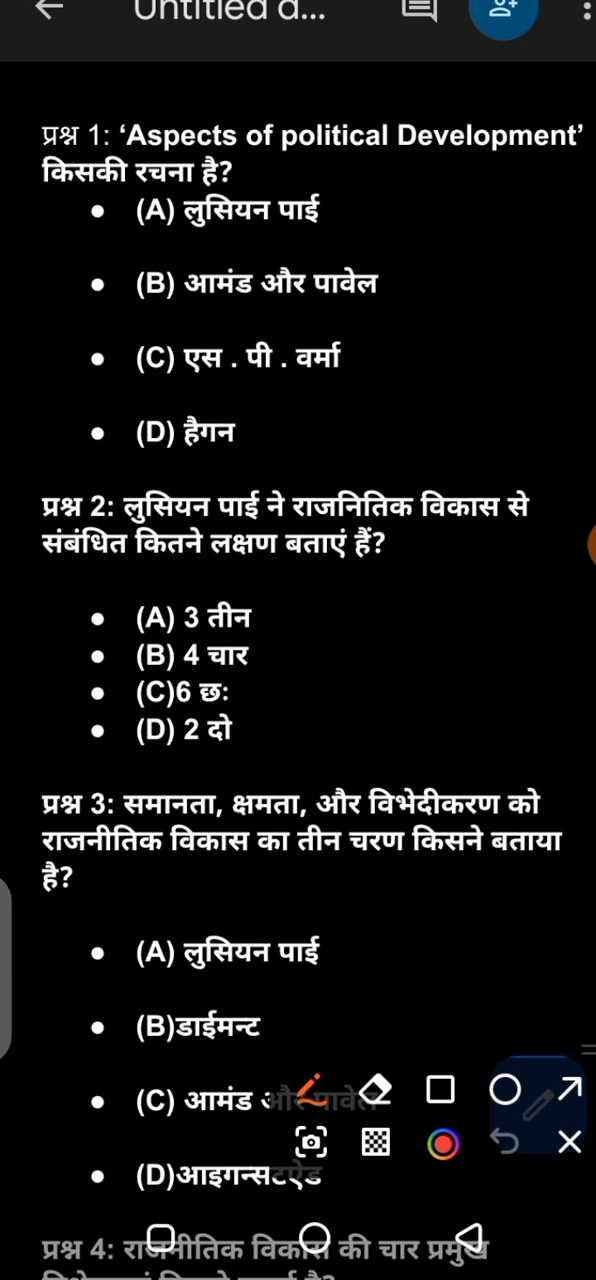 Untitled d...
प्रश्न 1: ‘Aspects of political Development’
किसकी रचना है?
• (A) लुसियन पाई
• (B) आमंड और पावेल
• (C) एस . पी . वर्मा
• (D) हैगन
प्रश्न 2: लुसियन पाई ने राजनितिक विकास से
संबंधित कितने लक्षण बताएं हैं?
• (A) 3 तीन
• (B) 4 चार
• (C)6 छः
• (D) 2 दो
प्रश्न 3: समानता, क्षमता, और विभेदीकरण को
राजनीतिक विकास का तीन चरण किसने बताया
है?
• (A) लुसियन पाई
• (B)डाईमन्ट
• (C) आमंड और पावेल
• (D)आइगन्सटऐड
प्रश्न 4: राजनीतिक विकास की चार प्रमुख